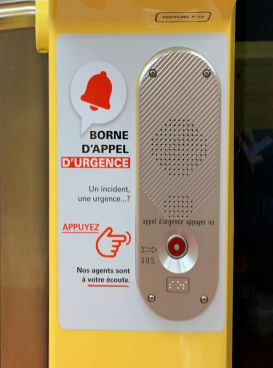 VOITURE N° 18
BORNE
D'APPEL
D'URGENCE
Un incident,
une urgence...?
APPUYEZ
Nos agents sont
à votre écoute.
appel d'urgence appuyer ici
SOS